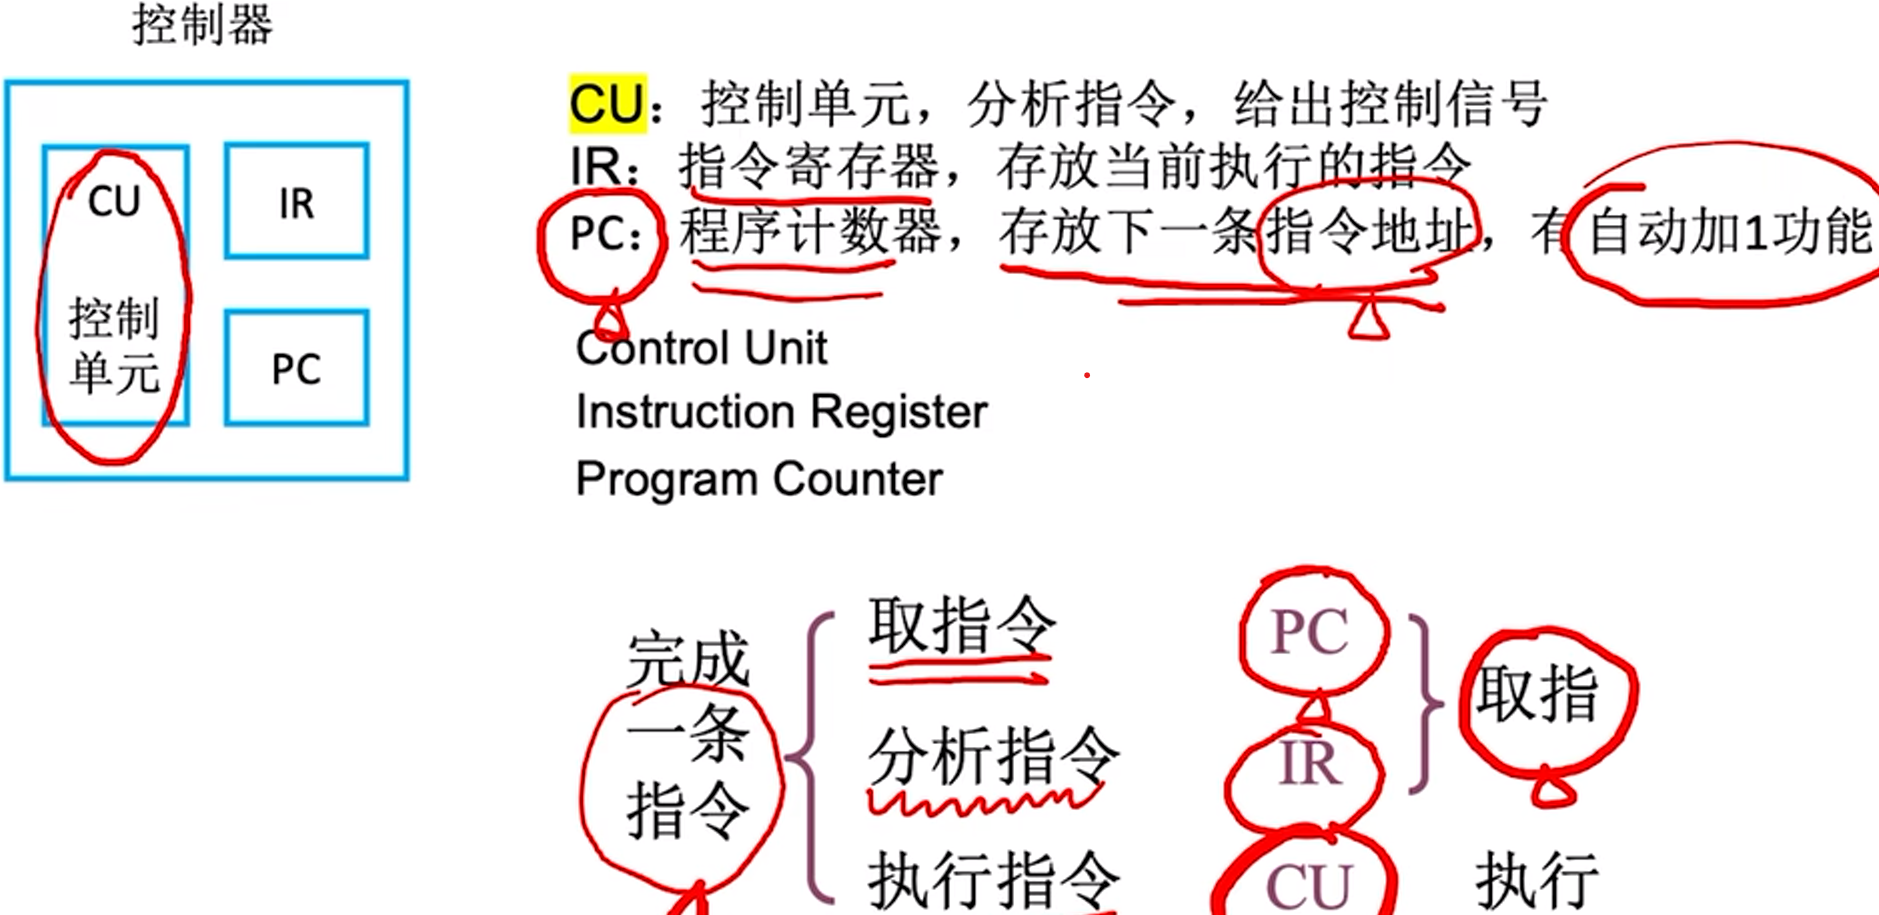 控制器
CU
控制
单元
IR
PC
CU：控制单元，分析指令，给出控制信号
IR：指令寄存器，存放当前执行的指令
PC：程序计数器，存放下一条指令地址，有自动加1功能
Control Unit
Instruction Register
Program Counter
完成
一条
指令
取指令
分析指令
执行指令
PC
IR
CU
取指
执行